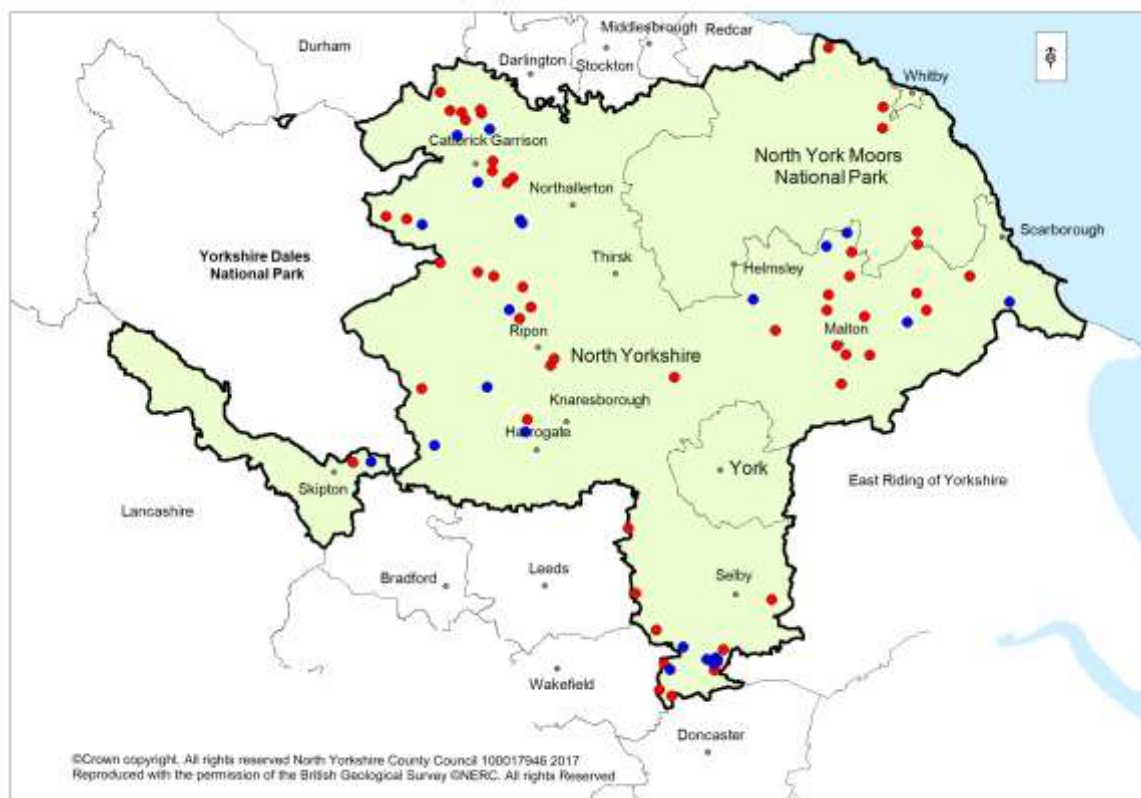 Middlesbrough
Redcar
Durham
Darlington
Stockton
Whitby
Catterick Garrison
North York Moors
National Park
Northallerton
Scarborough
Yorkshire Dales
National Park
Thirsk
Helmsley
Ripon
Malton
North Yorkshire
Knaresborough
Harrogate
York
Skipton
East Riding of Yorkshire
Lancashire
Bradford
Leeds
Selby
Wakefield
Doncaster
©Crown copyright. All rights reserved North Yorkshire County Council 100017946 2017
Reproduced with the permission of the British Geological Survey ©NERC. All rights Reserved